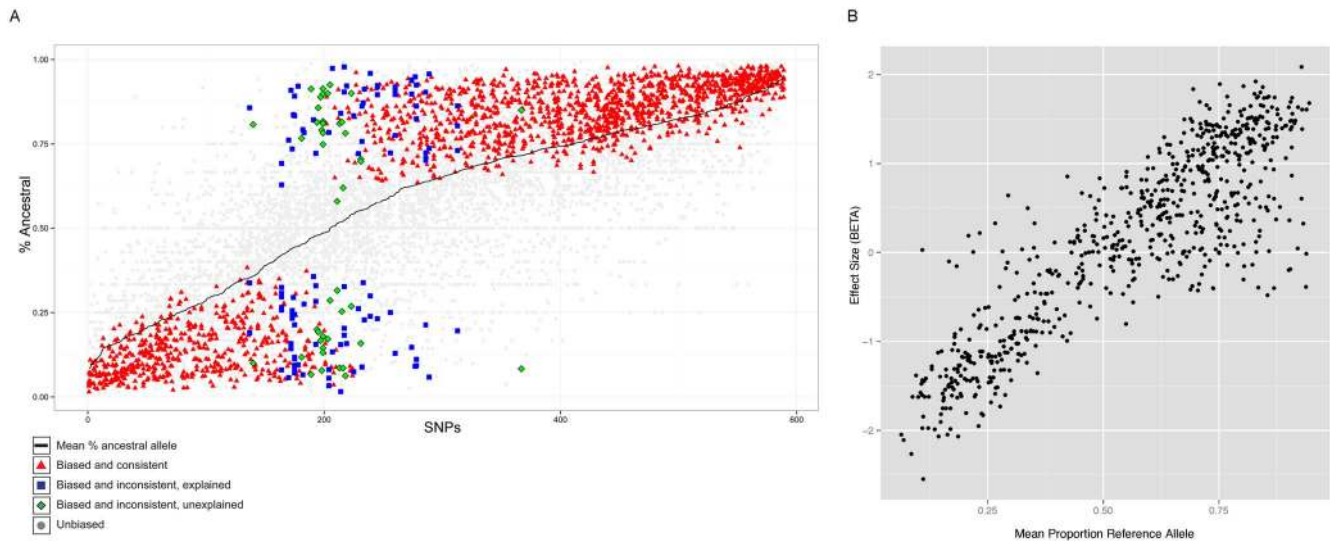 A
1.00
0.75
0.50
0.25
0.00
% Ancestral
0
200
400
600
SNPs
Mean % ancestral allele
Biased and consistent
Biased and inconsistent, explained
Biased and inconsistent, unexplained
Unbiased
B
2
1
0
−1
−2
Effect Size (BETA)
0.25
0.50
0.75
Mean Proportion Reference Allele